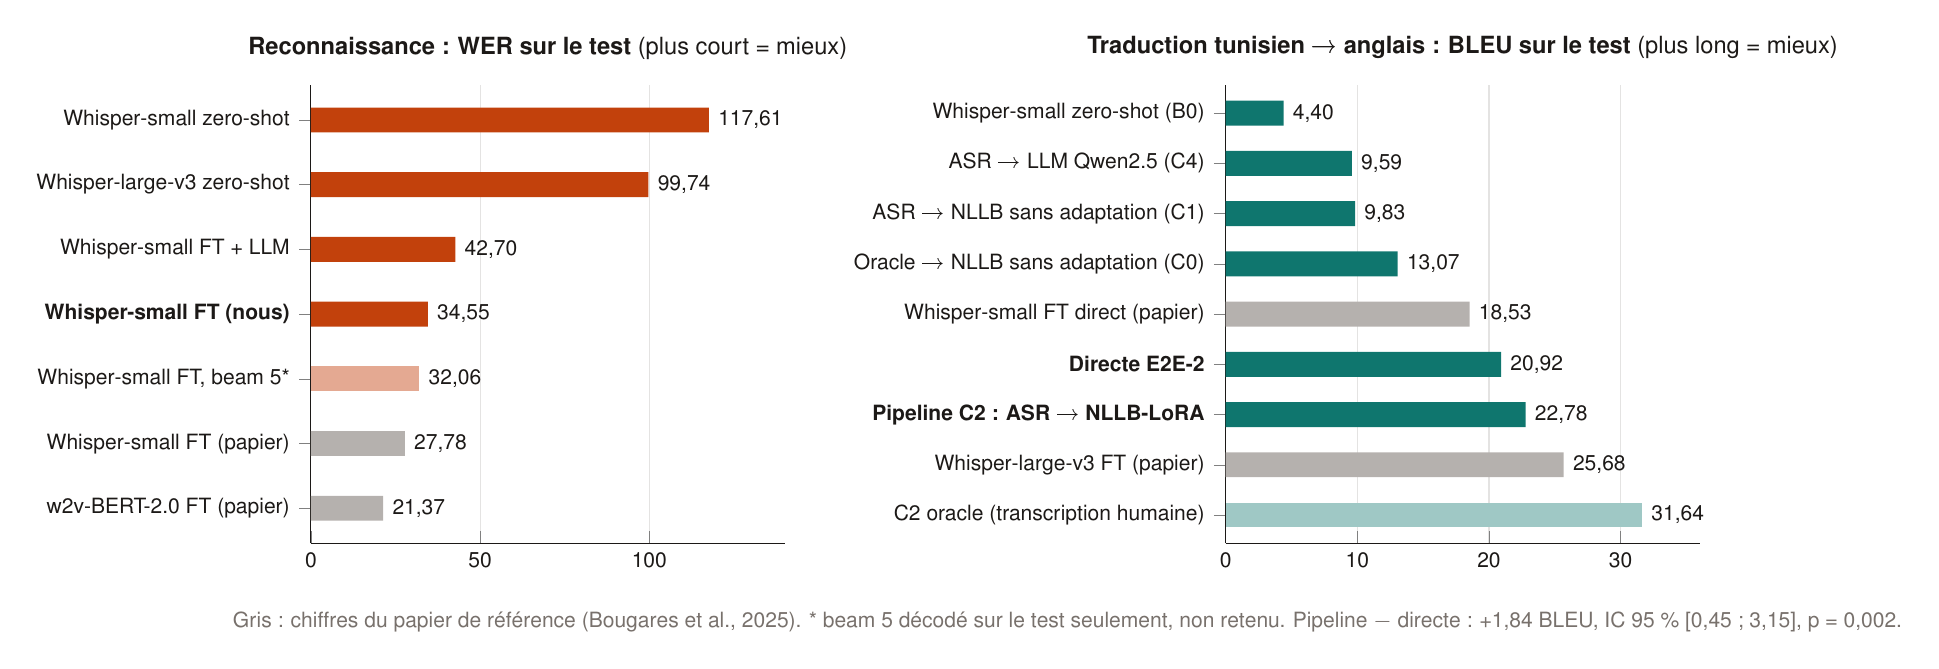 Reconnaissance : WER sur le test (plus court = mieux)
Whisper-small zero-shot 117,61
Whisper-large-v3 zero-shot 99,74
Whisper-small FT + LLM 42,70
Whisper-small FT (nous) 34,55
Whisper-small FT, beam 5* 32,06
Whisper-small FT (papier) 27,78
w2v-BERT-2.0 FT (papier) 21,37
0 50 100
Traduction tunisien → anglais : BLEU sur le test (plus long = mieux)
Whisper-small zero-shot (B0) 4,40
ASR → LLM Qwen2.5 (C4) 9,59
ASR → NLLB sans adaptation (C1) 9,83
Oracle → NLLB sans adaptation (C0) 13,07
Whisper-small FT direct (papier) 18,53
Directe E2E-2 20,92
Pipeline C2 : ASR → NLLB-LoRA 22,78
Whisper-large-v3 FT (papier) 25,68
C2 oracle (transcription humaine) 31,64
0 10 20 30
Gris : chiffres du papier de référence (Bougares et al., 2025). * beam 5 décodé sur le test seulement, non retenu. Pipeline − directe : +1,84 BLEU, IC 95 % [0,45 ; 3,15], p = 0,002.